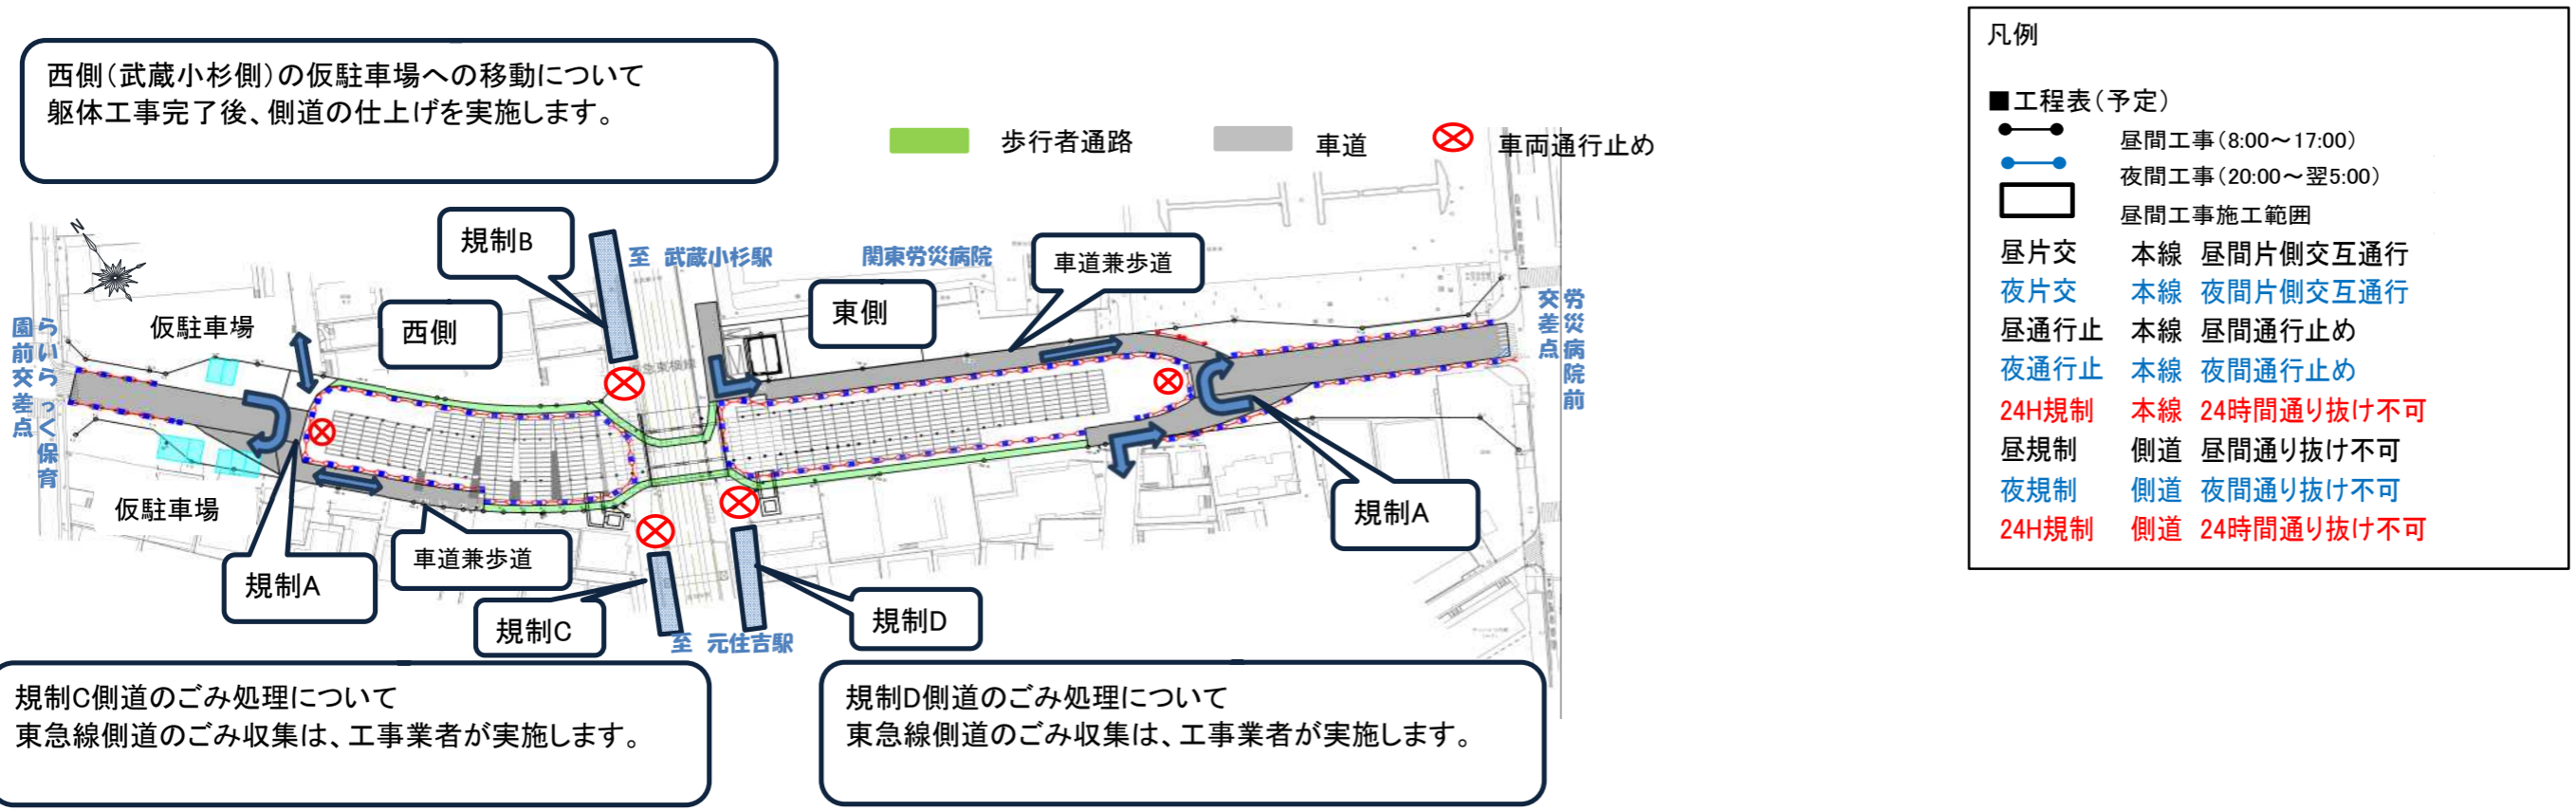 西側（武蔵小杉側）の仮駐車場への移動について
躯体工事完了後、側道の仕上げを実施します。
歩行者通路
車道
車両通行止め
N
規制B
至 武蔵小杉駅
関東労災病院
車道兼歩道
仮駐車場
西側
東側
らいらっく保育
園前交差点
労災病院前
交差点
仮駐車場
規制A
車道兼歩道
規制C
規制D
規制A
至 元住吉駅
規制C側道のごみ処理について
東急線側道のごみ収集は、工事業者が実施します。
規制D側道のごみ処理について
東急線側道のごみ収集は、工事業者が実施します。
凡例
■工程表（予定）
昼間工事（8:00～17:00）
夜間工事（20:00～翌5:00）
昼間工事施工範囲
昼片交 本線 昼間片側交互通行
夜片交 本線 夜間片側交互通行
昼通行止 本線 昼間通行止め
夜通行止 本線 夜間通行止め
24H規制 本線 24時間通り抜け不可
昼規制 側道 昼間通り抜け不可
夜規制 側道 夜間通り抜け不可
24H規制 側道 24時間通り抜け不可